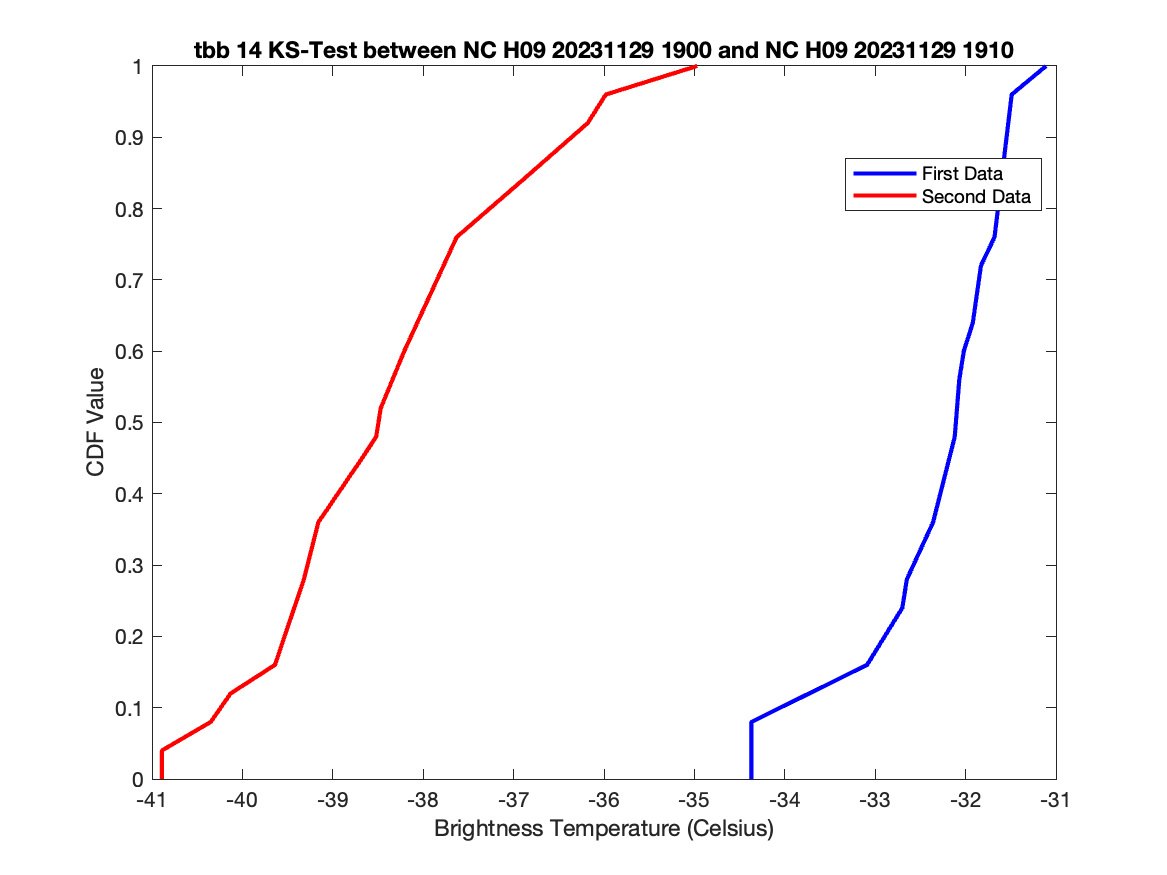 tbb 14 KS-Test between NC H09 20231129 1900 and NC H09 20231129 1910
1
0.9
0.8
0.7
0.6
0.5
0.4
0.3
0.2
0.1
0
CDF Value
First Data
Second Data
-41 -40 -39 -38 -37 -36 -35 -34 -33 -32 -31
Brightness Temperature (Celsius)